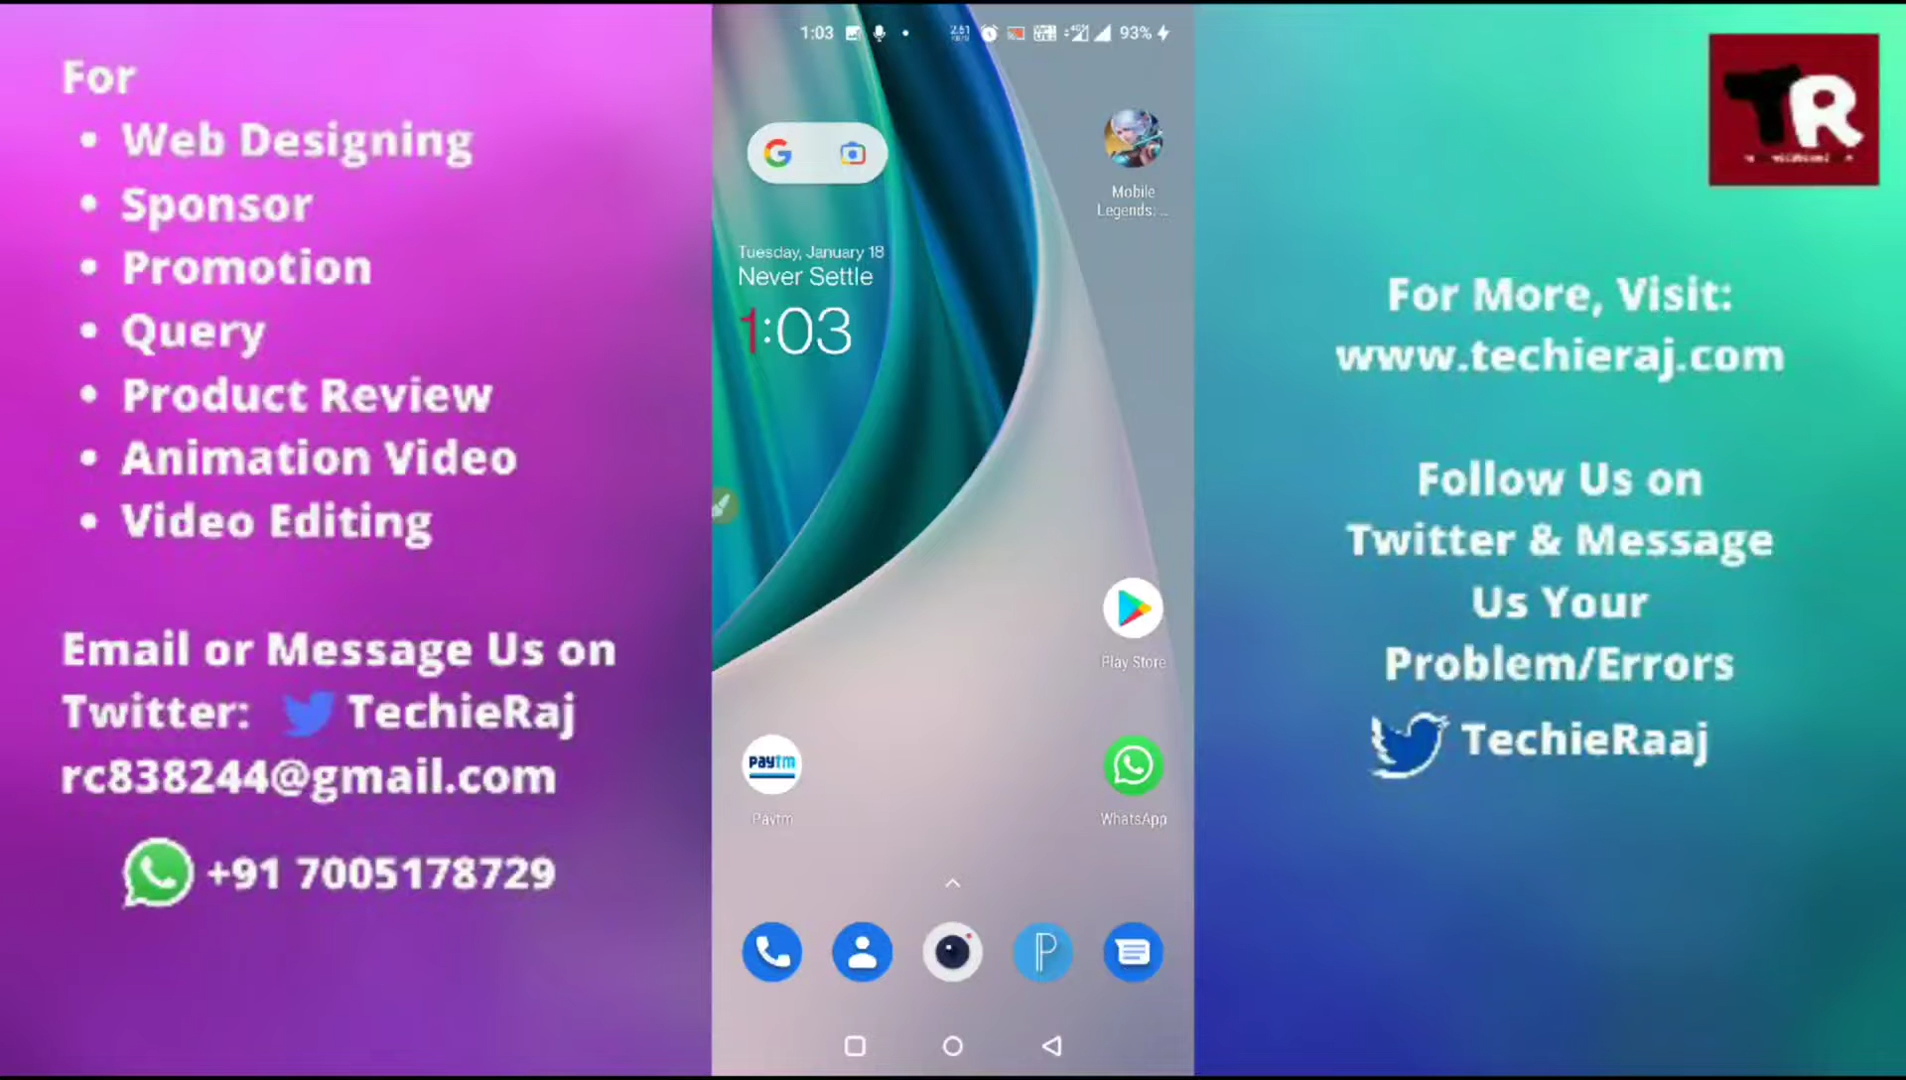 For
• Web Designing
• Sponsor
• Promotion
• Query
• Product Review
• Animation Video
• Video Editing
Email or Message Us on
Twitter: TechieRaj
rc838244@gmail.com
+91 7005178729
1:03
93%
Mobile
Legends: ...
Tuesday, January 18
Never Settle
1:03
Play Store
paytm
Paytm
WhatsApp
TR
For More, Visit:
www.techieraj.com
Follow Us on
Twitter & Message
Us Your
Problem/Errors
TechieRaaj